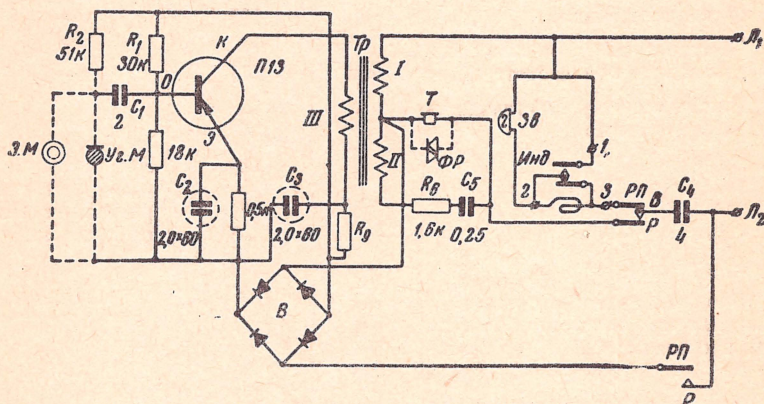 R₂
51к
R₁
30к
К
П13
О
C₁
2
Э
Э.М
Уг.М
18к
C₂
2,0×60
0,5к
C₃
2,0×60
III
R₉
Тр
I
II
Т
ФР
R₆
1,6к
C₅
0,25
Зв
Инд
1
2
3
РП
В
Р
C₄
4
Л₁
Л₂
В
РП
Р